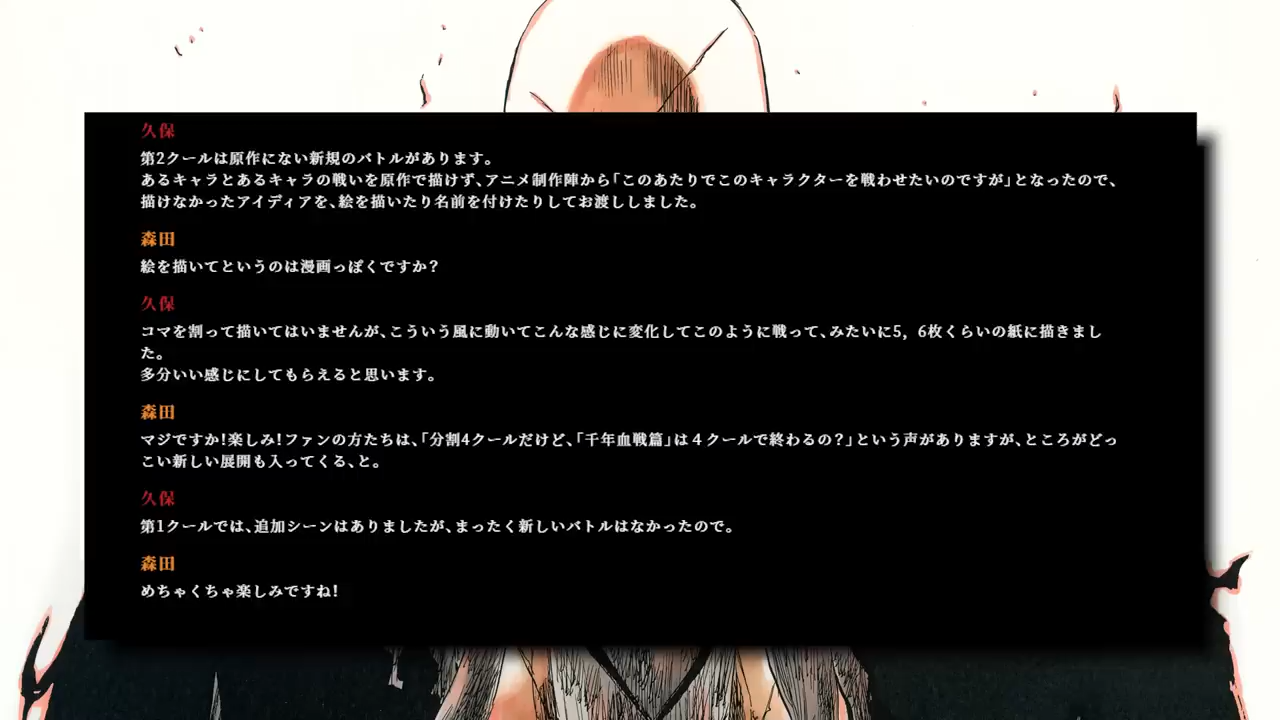 久保
第2クールは原作にない新規のバトルがあります。
あるキャラとあるキャラの戦いを原作で描けず、アニメ制作陣から「このあたりでこのキャラクターを戦わせたいのですが」となったので、
描けなかったアイディアを、絵を描いたり名前を付けたりしてお渡ししました。
森田
絵を描いてというのは漫画っぽくですか?
久保
コマを割って描いてはいませんが、こういう風に動いてこんな感じに変化してこのように戦って、みたいに5, 6枚くらいの紙に描きまし
た。
多分いい感じにしてもらえると思います。
森田
マジですか!楽しみ!ファンの方たちは、「分割4クールだけど、「千年血戦篇」は４クールで終わるの？」という声がありますが、ところがどっ
こい新しい展開も入ってくる、と。
久保
第1クールでは、追加シーンはありましたが、まったく新しいバトルはなかったので。
森田
めちゃくちゃ楽しみですね!